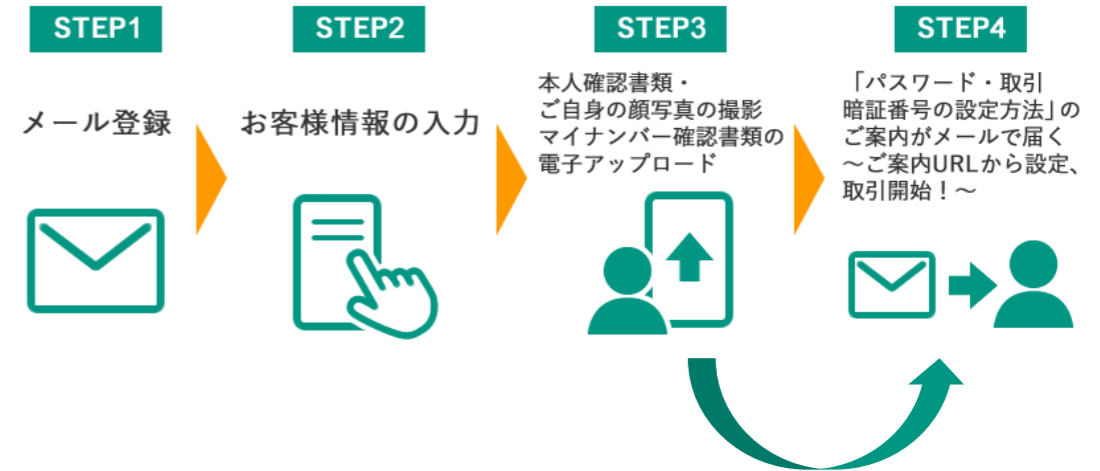 STEP1
メール登録
STEP2
お客様情報の入力
STEP3
本人確認書類・
ご自身の顔写真の撮影
マイナンバー確認書類の
電子アップロード
STEP4
「パスワード・取引
暗証番号の設定方法」の
ご案内がメールで届く
～ご案内URLから設定、
取引開始！～